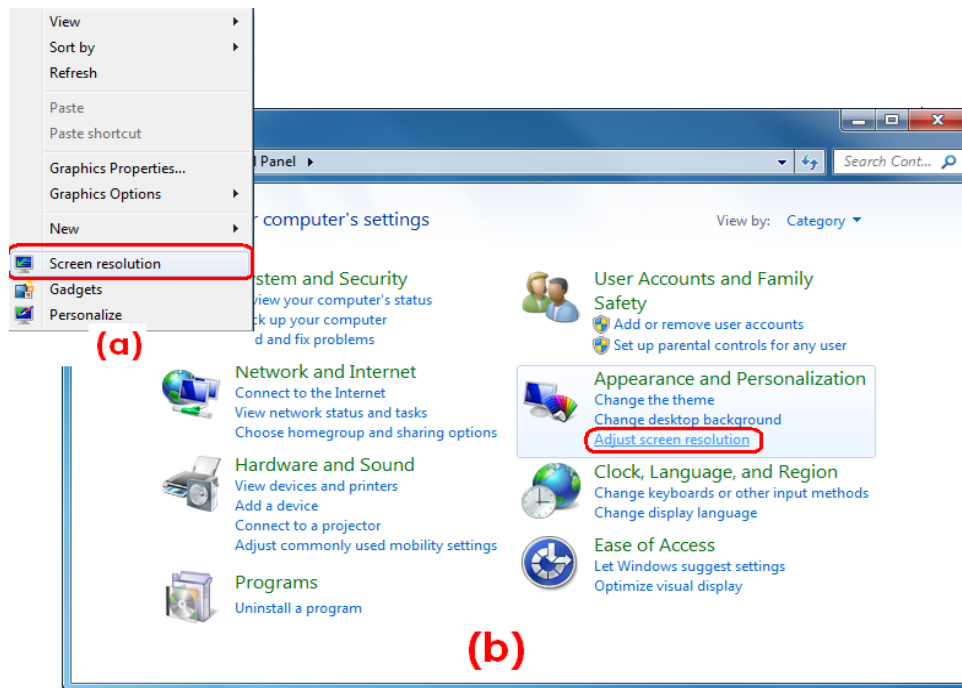 View
Sort by
Refresh
Paste
Paste shortcut
Graphics Properties...
Graphics Options
New
Screen resolution
Gadgets
Personalize
(a)
Panel
Search Cont...
computer's settings
View by: Category
and Security
your computer's status
up your computer
and fix problems
Network and Internet
Connect to the Internet
View network status and tasks
Choose homegroup and sharing options
Hardware and Sound
View devices and printers
Add a device
Connect to a projector
Adjust commonly used mobility settings
Programs
Uninstall a program
User Accounts and Family
Safety
Add or remove user accounts
Set up parental controls for any user
Appearance and Personalization
Change the theme
Change desktop background
Adjust screen resolution
Clock, Language, and Region
Change keyboards or other input methods
Change display language
Ease of Access
Let Windows suggest settings
Optimize visual display
(b)